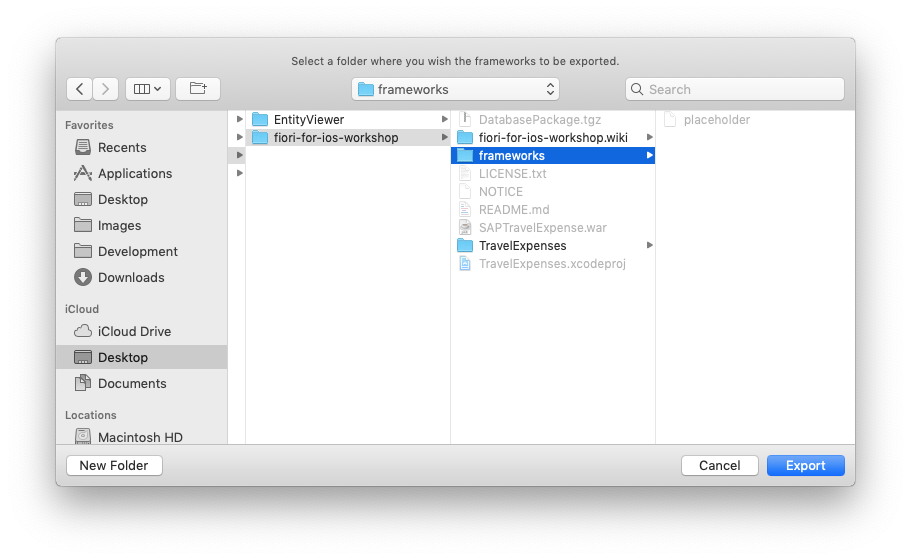 Select a folder where you wish the frameworks to be exported.
frameworks
Search
Favorites
Recents
Applications
Desktop
Images
Development
Downloads
iCloud
iCloud Drive
Desktop
Documents
Locations
Macintosh HD
EntityViewer
fiori-for-ios-workshop
DatabasePackage.tgz
fiori-for-ios-workshop.wiki
frameworks
LICENSE.txt
NOTICE
README.md
SAPTravelExpense.war
TravelExpenses
TravelExpenses.xcodeproj
placeholder
New Folder
Cancel
Export